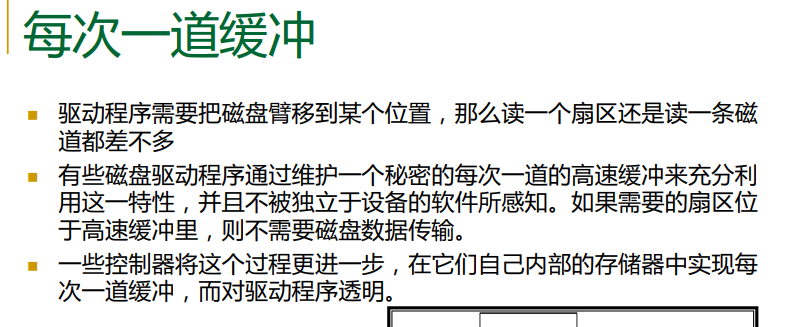 每次一道缓冲
驱动程序需要把磁盘臂移到某个位置，那么读一个扇区还是读一条磁
道都差不多
有些磁盘驱动程序通过维护一个秘密的每次一道的高速缓冲来充分利
用这一特性，并且不被独立于设备的软件所感知。如果需要的扇区位
于高速缓冲里，则不需要磁盘数据传输。
一些控制器将这个过程更进一步，在它们自己内部的存储器中实现每
次一道缓冲，而对驱动程序透明。